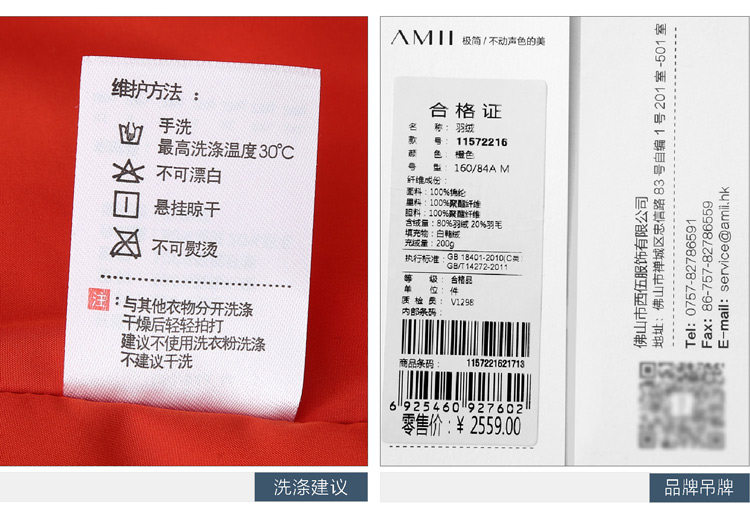 维护方法：
手洗
最高洗涤温度30℃
不可漂白
悬挂晾干
不可熨烫
注：与其他衣物分开洗涤
干燥后轻轻拍打
建议不使用洗衣粉洗涤
不建议干洗
洗涤建议
AMII 极简/不动声色的美
合格证
名 称：羽绒
款 号：11572216
颜 色：橙色
号 型：160/84A M
纤维成份：
面料：100%锦纶
里料：100%聚酯纤维
胆料：100%聚酯纤维
含绒量：80%羽绒 20%羽毛
填充物：白鸭绒
充绒量：200g
执行标准：GB 18401-2010(C类
GB/T14272-2011
等 级：合格品
单 位：件
质 检 员：V1298
内部条码：
商品条码：1157221621713
6 925460 927602
零售价：¥ 2559.00
佛山市西伍服饰有限公司
地址：佛山市禅城区忠信路 83 号自编 1 号 201 室 -501 室
Tel: 0757-82786591
Fax: 86-757-82786559
E-mail: service@amii.hk
品牌吊牌